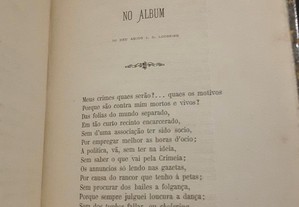 NO ALBUM
DO MEU AMIGO J. A.
Meus crimes quaes serão?... quaes os motivos
Porque são contra mim mortos e vivos?
Das folias do mundo separado,
Em tão curto recinto encarcerado,
Sem d'uma associação ter sido socio,
Por empregar melhor as horas d'ocio;
A politica, vã, sem ter na ideia,
Sem saber o que vai pela Crimeia;
Os annuncios só lendo nas gazetas,
Por causa do rancor que tenho a petas;
Sem procurar dos bailes a folgança,
Porque sempre julguei loucura a dança;